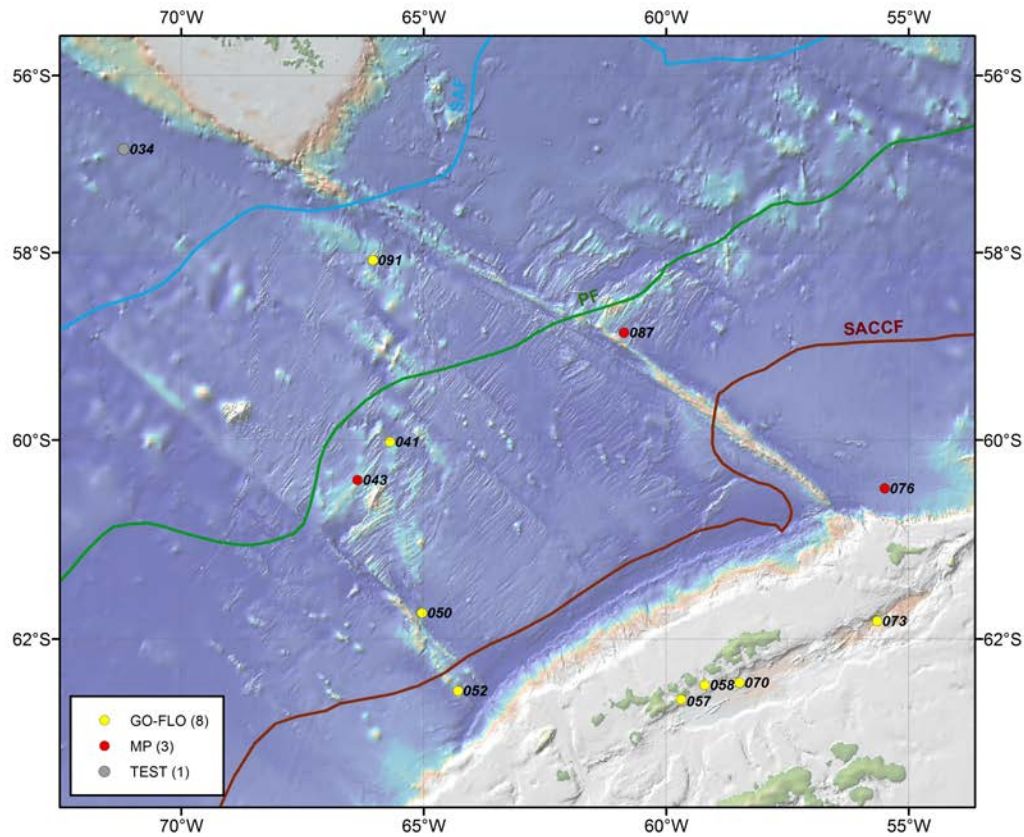 70°W 65°W 60°W 55°W
56°S 56°S
SAF
034
58°S 58°S
091
PF
087
SACCF
60°S 60°S
041
043
076
050
62°S 62°S
073
052
058 070
057
GO-FLO (8)
MP (3)
TEST (1)
70°W 65°W 60°W 55°W